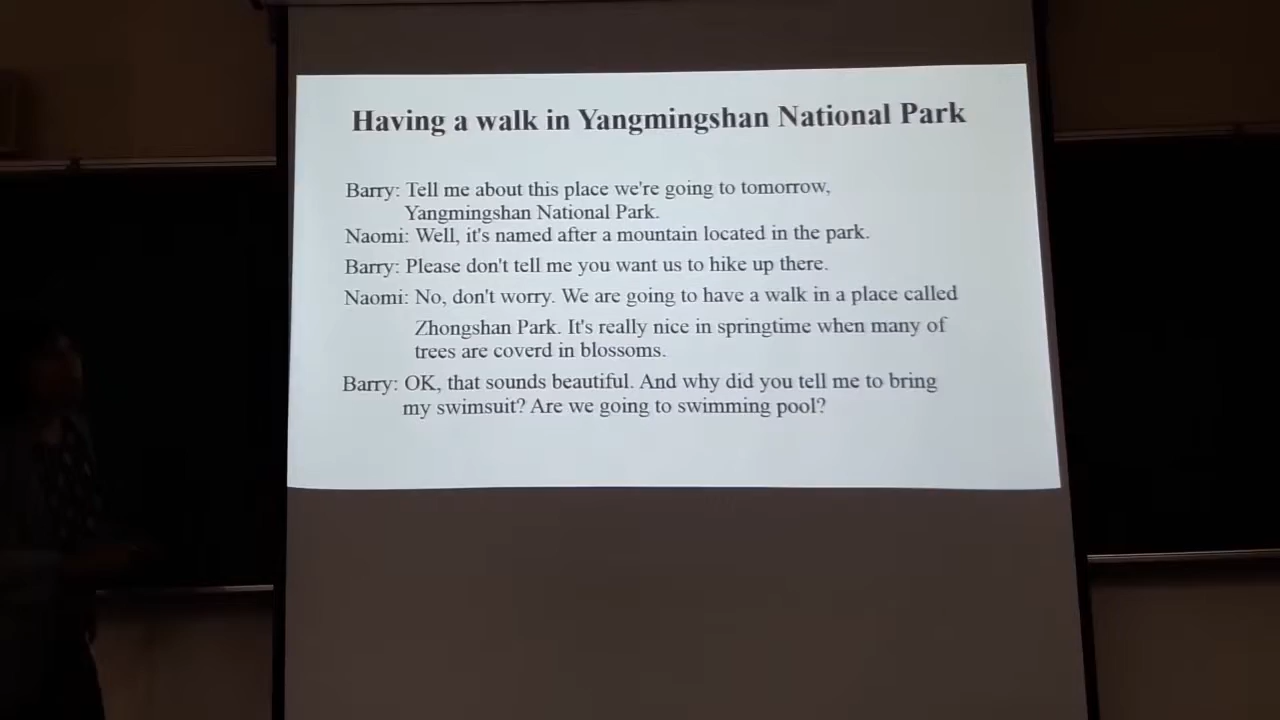 Having a walk in Yangmingshan National Park
Barry: Tell me about this place we're going to tomorrow,
Yangmingshan National Park.
Naomi: Well, it's named after a mountain located in the park.
Barry: Please don't tell me you want us to hike up there.
Naomi: No, don't worry. We are going to have a walk in a place called
Zhongshan Park. It's really nice in springtime when many of
trees are coverd in blossoms.
Barry: OK, that sounds beautiful. And why did you tell me to bring
my swimsuit? Are we going to swimming pool?